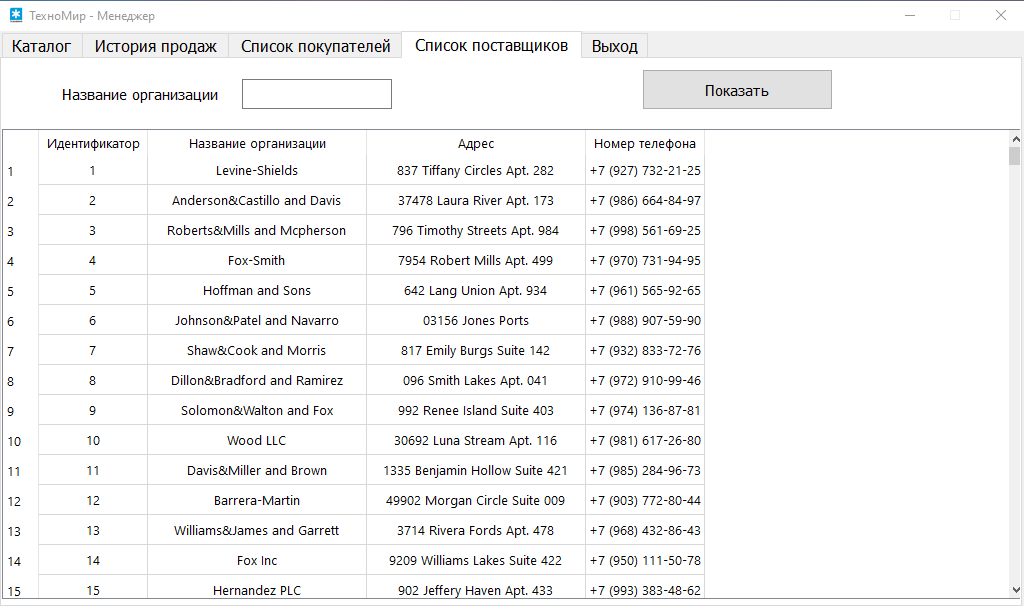 ТехноМир - Менеджер
Каталог История продаж Список покупателей Список поставщиков Выход
Название организации Показать
Идентификатор Название организации Адрес Номер телефона
1 1 Levine-Shields 837 Tiffany Circles Apt. 282 +7 (927) 732-21-25
2 2 Anderson&Castillo and Davis 37478 Laura River Apt. 173 +7 (986) 664-84-97
3 3 Roberts&Mills and Mcpherson 796 Timothy Streets Apt. 984 +7 (998) 561-69-25
4 4 Fox-Smith 7954 Robert Mills Apt. 499 +7 (970) 731-94-95
5 5 Hoffman and Sons 642 Lang Union Apt. 934 +7 (961) 565-92-65
6 6 Johnson&Patel and Navarro 03156 Jones Ports +7 (988) 907-59-90
7 7 Shaw&Cook and Morris 817 Emily Burgs Suite 142 +7 (932) 833-72-76
8 8 Dillon&Bradford and Ramirez 096 Smith Lakes Apt. 041 +7 (972) 910-99-46
9 9 Solomon&Walton and Fox 992 Renee Island Suite 403 +7 (974) 136-87-81
10 10 Wood LLC 30692 Luna Stream Apt. 116 +7 (981) 617-26-80
11 11 Davis&Miller and Brown 1335 Benjamin Hollow Suite 421 +7 (985) 284-96-73
12 12 Barrera-Martin 49902 Morgan Circle Suite 009 +7 (903) 772-80-44
13 13 Williams&James and Garrett 3714 Rivera Fords Apt. 478 +7 (968) 432-86-43
14 14 Fox Inc 9209 Williams Lakes Suite 422 +7 (950) 111-50-78
15 15 Hernandez PLC 902 Jeffery Haven Apt. 433 +7 (993) 383-48-62